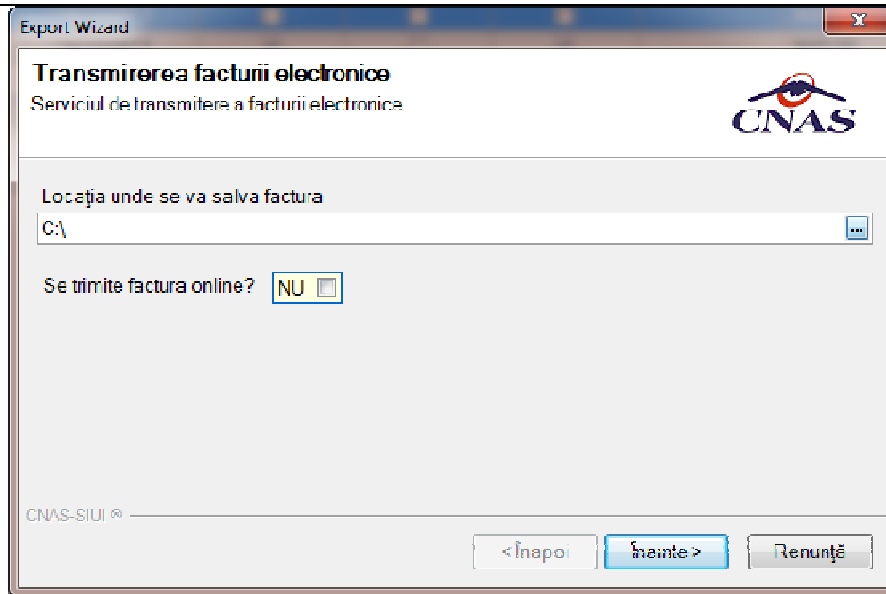 Export Wizard
Transmirerea facturii electronice
Serviciul de transmitere a facturii electronice
CNAS
Locaţia unde se va salva factura
C:\
...
Se trimite factura online?
NU
CNAS-SIUI ®
< Înapoi
Înainte >
Renunţă